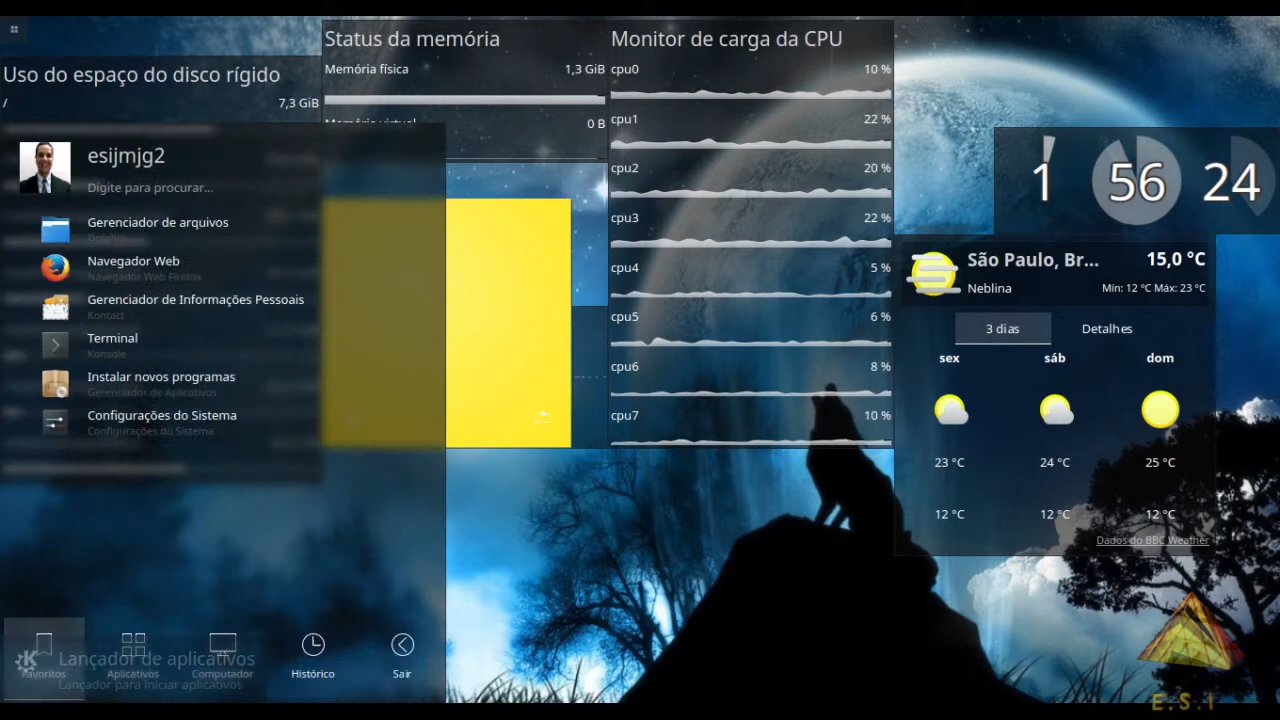 Uso do espaço do disco rígido
/ 7,3 GiB
Status da memória
Memória física 1,3 GiB
Memória virtual 0 B
Monitor de carga da CPU
cpu0 10 %
cpu1 22 %
cpu2 20 %
cpu3 22 %
cpu4 5 %
cpu5 6 %
cpu6 8 %
cpu7 10 %
1 56 24
São Paulo, Br... 15,0 °C
Neblina Mín: 12 °C Máx: 23 °C
3 dias Detalhes
sex sáb dom
23 °C 24 °C 25 °C
12 °C 12 °C 12 °C
Dados do BBC Weather
esijmjg2
Digite para procurar...
Gerenciador de arquivos
Dolphin
Navegador Web
Navegador Web Firefox
Gerenciador de Informações Pessoais
Kontact
Terminal
Konsole
Instalar novos programas
Gerenciador de Aplicativos
Configurações do Sistema
Configurações do Sistema
Favoritos Aplicativos Computador Histórico Sair
Lançador de aplicativos
Lançador para iniciar aplicativos
E.S.I